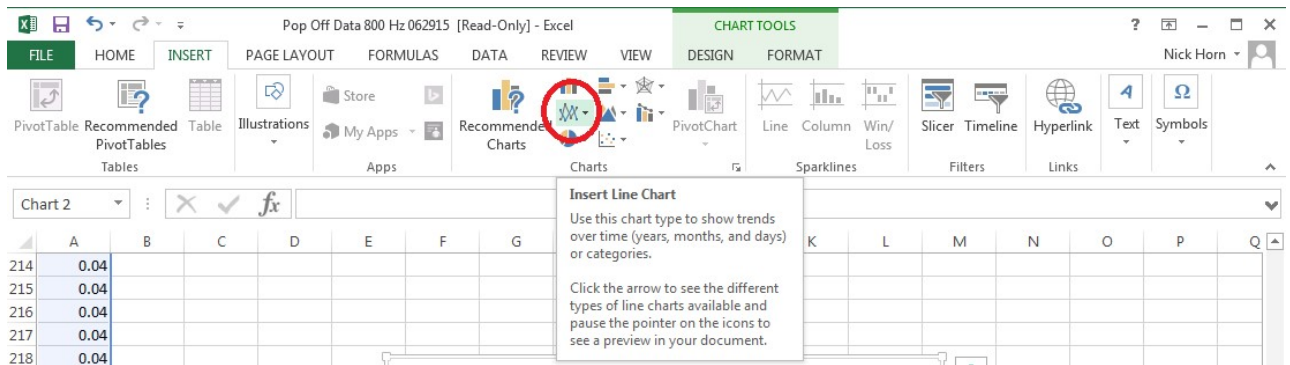 Pop Off Data 800 Hz 062915 [Read-Only] - Excel
CHART TOOLS
?
FILE HOME INSERT PAGE LAYOUT FORMULAS DATA REVIEW VIEW DESIGN FORMAT
Nick Horn
PivotTable
Recommended
PivotTables
Table
Tables
Illustrations
Store
My Apps
Apps
Recommended
Charts
PivotChart
Charts
Line
Column
Win/
Loss
Sparklines
Slicer
Timeline
Filters
Hyperlink
Links
A
Text
Ω
Symbols
Chart 2
fx
Insert Line Chart
Use this chart type to show trends
over time (years, months, and days)
or categories.
Click the arrow to see the different
types of line charts available and
pause the pointer on the icons to
see a preview in your document.
A B C D E F G K L M N O P Q
214 0.04
215 0.04
216 0.04
217 0.04
218 0.04